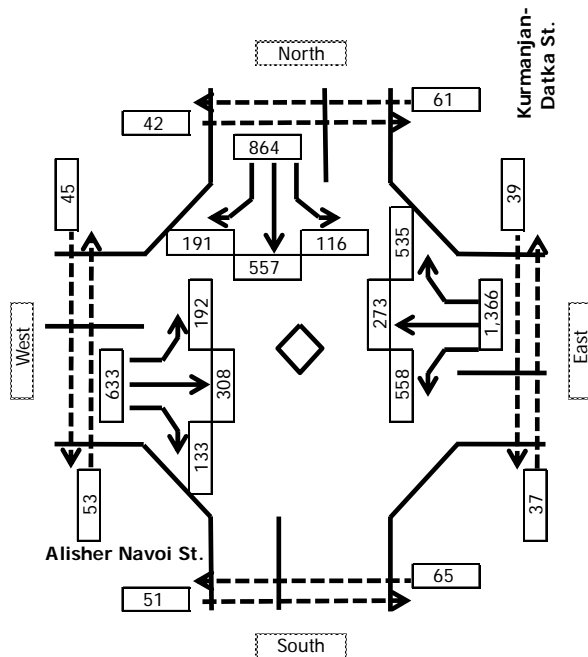 North
Kurmanjan-
Datka St.
61
42
864
45
39
191
116
557
535
192
273
1,366
West
East
633
308
558
133
53
37
Alisher Navoi St.
65
51
South